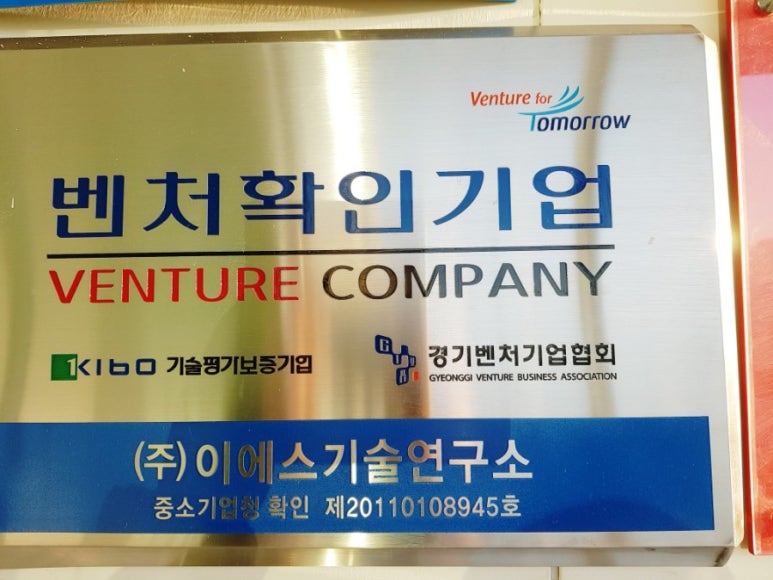 Venture for
Tomorrow
벤처확인기업
VENTURE COMPANY
KIBO 기술평가보증기업
경기벤처기업협회
GYEONGGI VENTURE BUSINESS ASSOCIATION
(주)이에스기술연구소
중소기업청 확인 제20110108945호